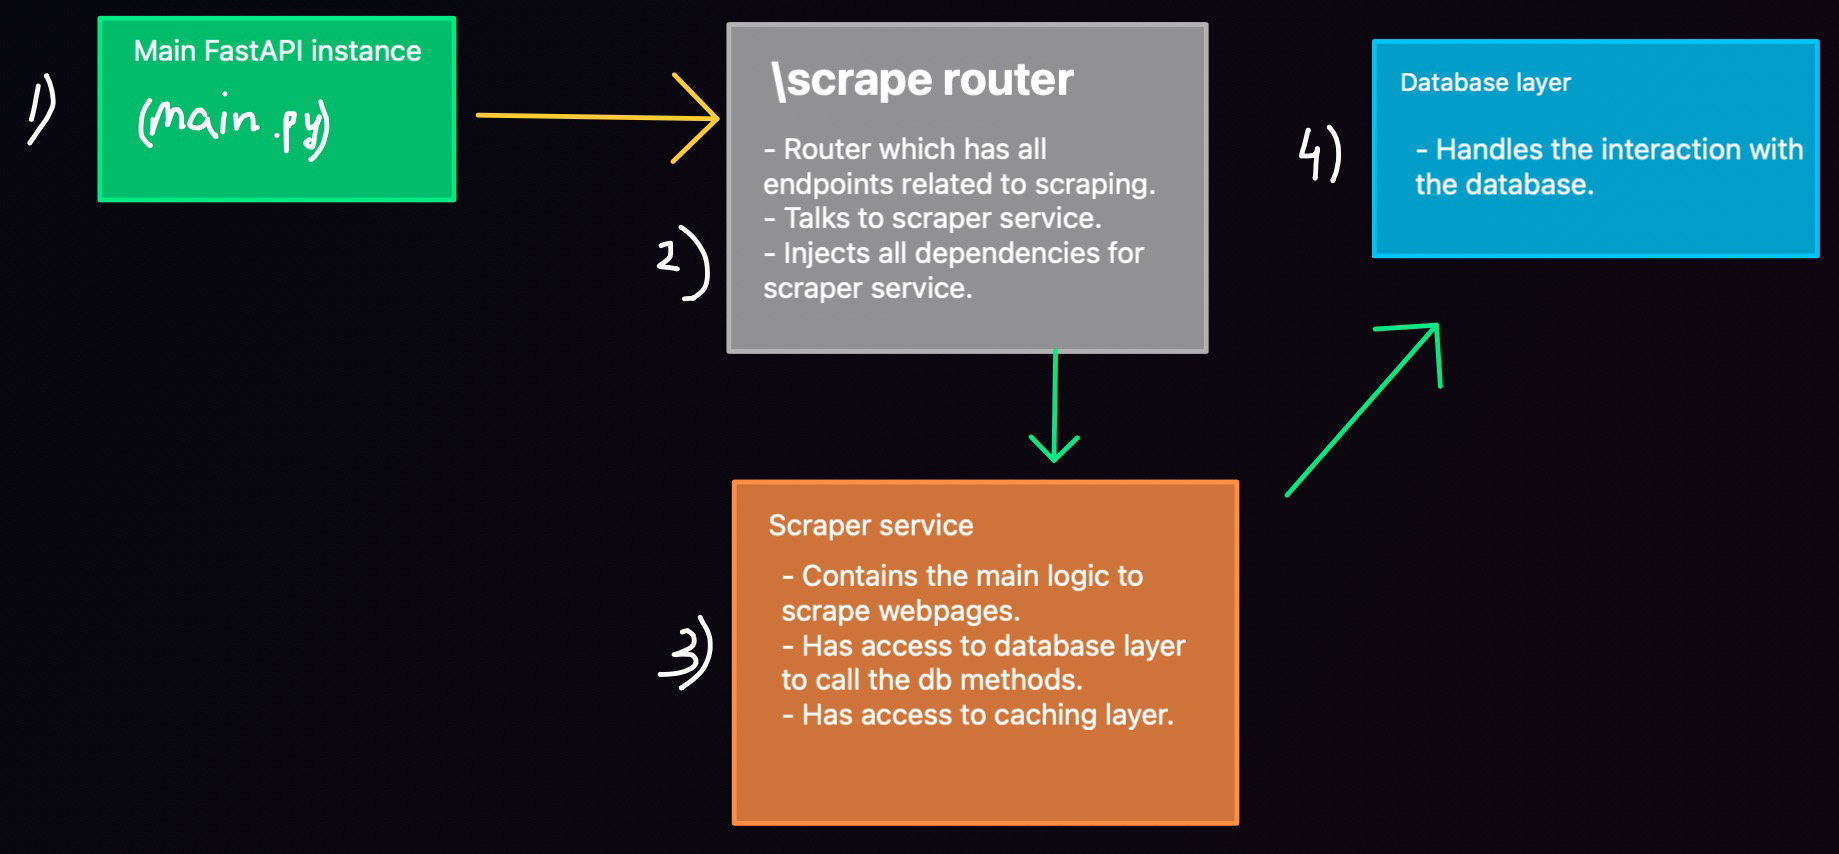 1)
Main FastAPI instance
(main.py)
2)
\scrape router
- Router which has all
endpoints related to scraping.
- Talks to scraper service.
- Injects all dependencies for
scraper service.
3)
Scraper service
- Contains the main logic to
scrape webpages.
- Has access to database layer
to call the db methods.
- Has access to caching layer.
4)
Database layer
- Handles the interaction with
the database.